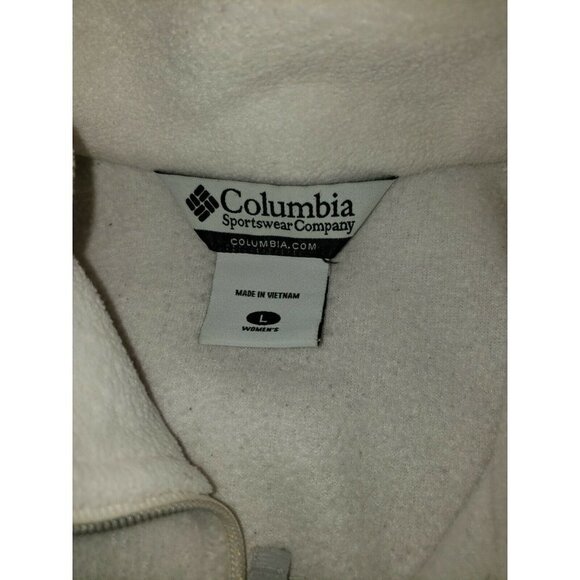 Columbia
Sportswear Company
COLUMBIA.COM
MADE IN VIETNAM
L
WOMEN'S